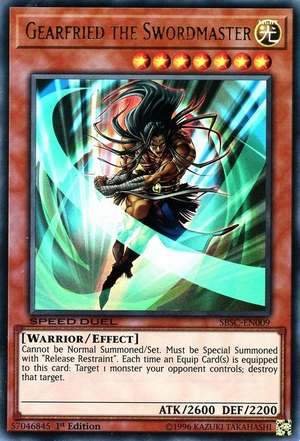 Gearfried the Swordmaster
光
SPEED DUEL
SBSC-EN009
[Warrior/Effect]
Cannot be Normal Summoned/Set. Must be Special Summoned
with "Release Restraint". Each time an Equip Card(s) is equipped
to this card: Target 1 monster your opponent controls; destroy
that target.
ATK/2600 DEF/2200
57046845 1st Edition
©1996 KAZUKI TAKAHASHI